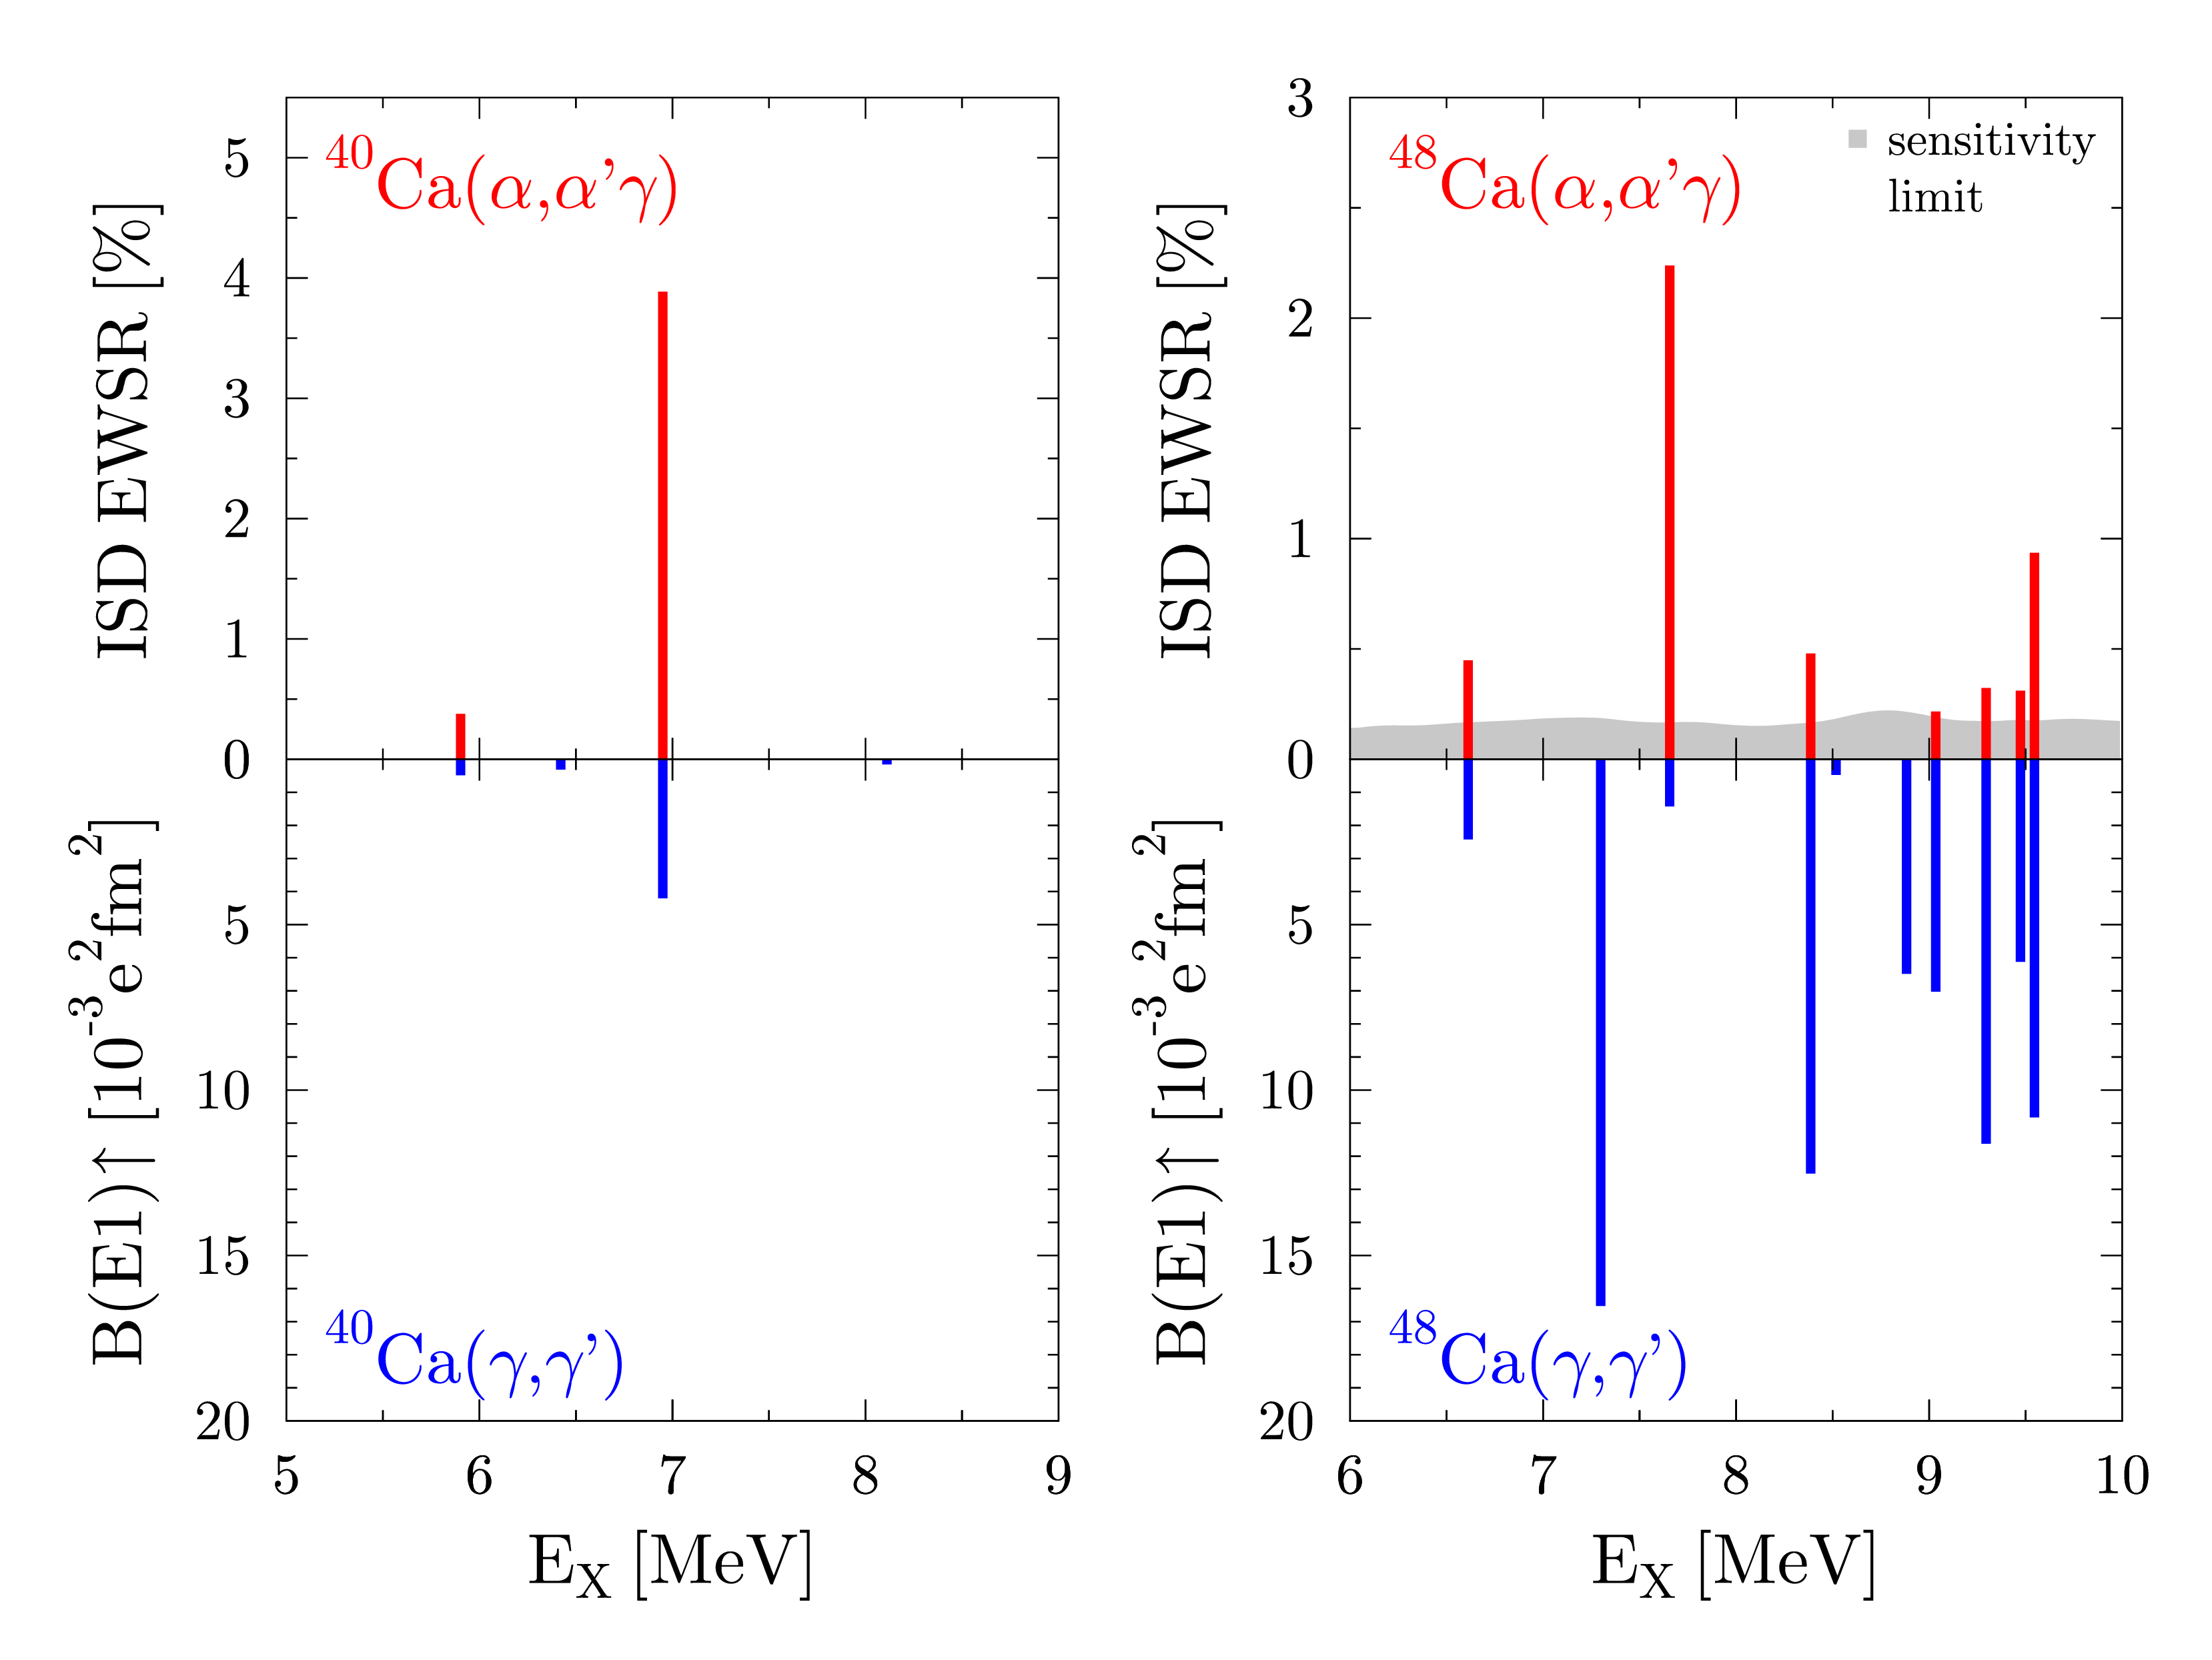 ⁴⁰Ca(α,α’γ)
ISD EWSR [%]
5
4
3
2
1
0
B(E1)↑ [10⁻³e²fm²]
5
10
15
20
⁴⁰Ca(γ,γ’)
5 6 7 8 9
Eₓ [MeV]
⁴⁸Ca(α,α’γ)
sensitivity
limit
ISD EWSR [%]
3
2
1
0
B(E1)↑ [10⁻³e²fm²]
5
10
15
20
⁴⁸Ca(γ,γ’)
6 7 8 9 10
Eₓ [MeV]